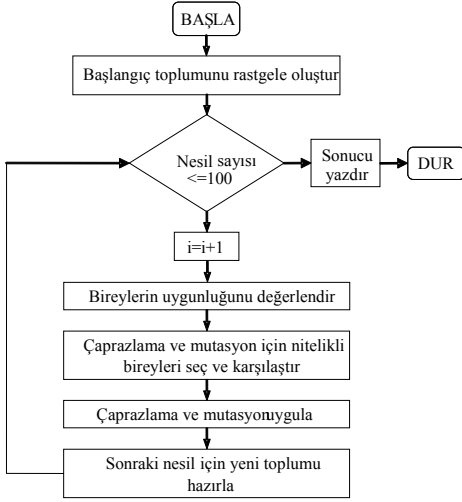 BAŞLA
Başlangıç toplumunu rastgele oluştur
Nesil sayısı
<=100
Sonucu
yazdır
DUR
i=i+1
Bireylerin uygunluğunu değerlendir
Çaprazlama ve mutasyon için nitelikli
bireyleri seç ve karşılaştır
Çaprazlama ve mutasyonuygula
Sonraki nesil için yeni toplumu
hazırla